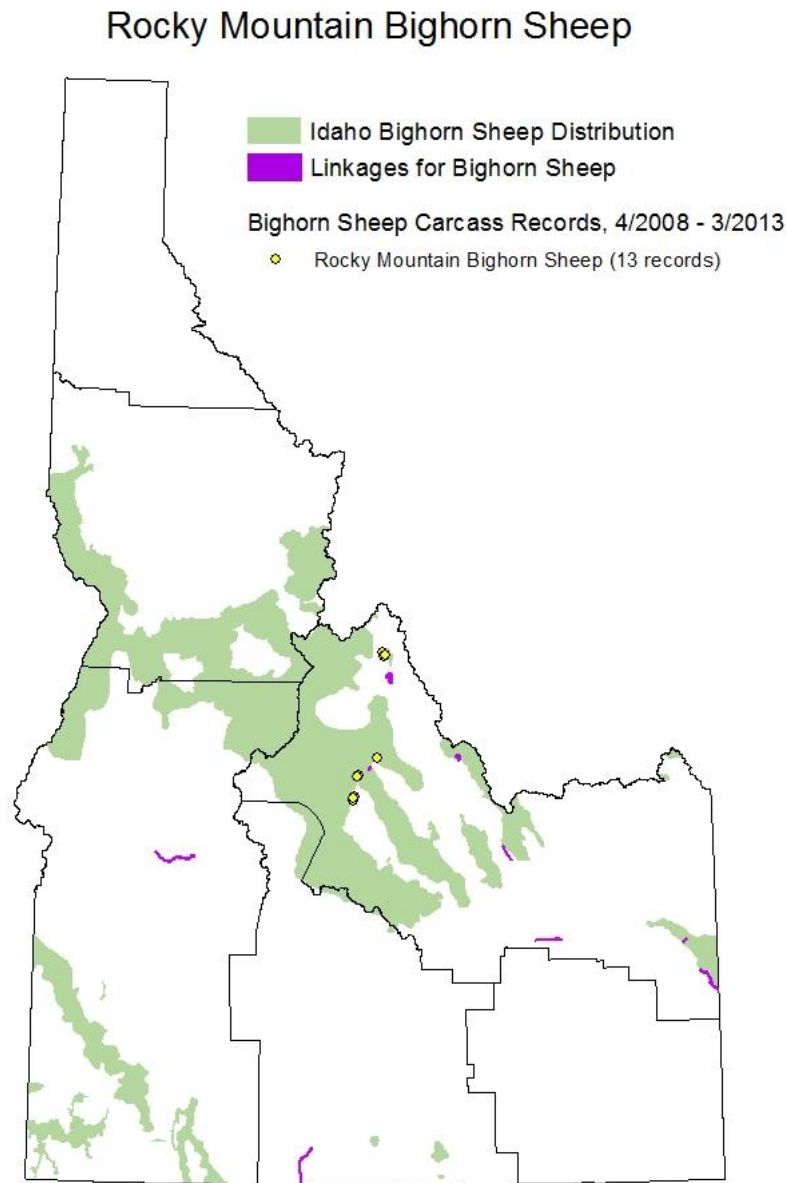 Rocky Mountain Bighorn Sheep
Idaho Bighorn Sheep Distribution
Linkages for Bighorn Sheep
Bighorn Sheep Carcass Records, 4/2008 - 3/2013
Rocky Mountain Bighorn Sheep (13 records)